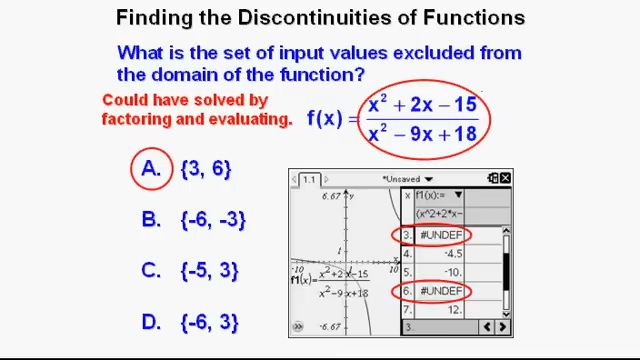 Finding the Discontinuities of Functions
What is the set of input values excluded from
the domain of the function?
Could have solved by
factoring and evaluating.
f(x) = (x² + 2x − 15)/(x² − 9x + 18)
A. {3, 6}
B. {-6, -3}
C. {-5, 3}
D. {-6, 3}
1.1 *Unsaved
6.67 y
x f1(x):=
(x^2+2*x−
3. #UNDEF
4. -4.5
5. -10.
6. #UNDEF
7. 12.
3.
1
-10 1 10 x
f1(x)=(x²+2·x−15)/(x²−9·x+18)
-6.67